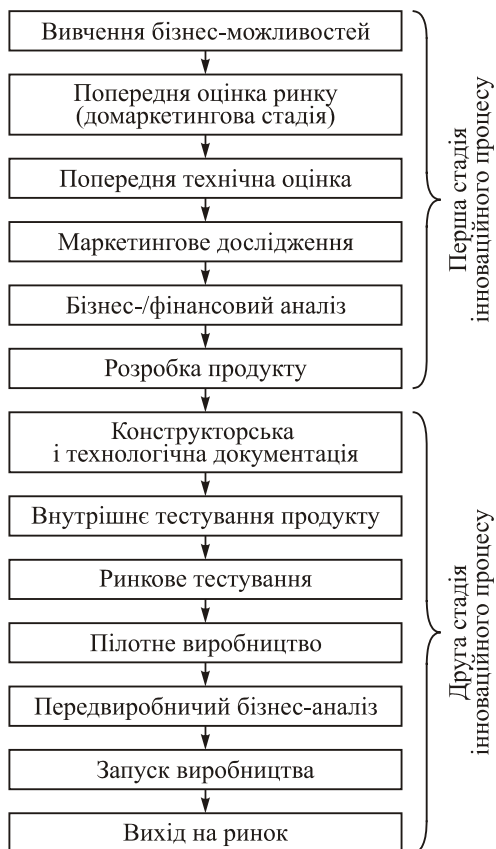 Вивчення бізнес-можливостей
Попередня оцінка ринку
(домаркетингова стадія)
Попередня технічна оцінка
Маркетингове дослідження
Бізнес-/фінансовий аналіз
Розробка продукту
Перша стадія
інноваційного процесу
Конструкторська
і технологічна документація
Внутрішнє тестування продукту
Ринкове тестування
Пілотне виробництво
Передвиробничий бізнес-аналіз
Запуск виробництва
Вихід на ринок
Друга стадія
інноваційного процесу